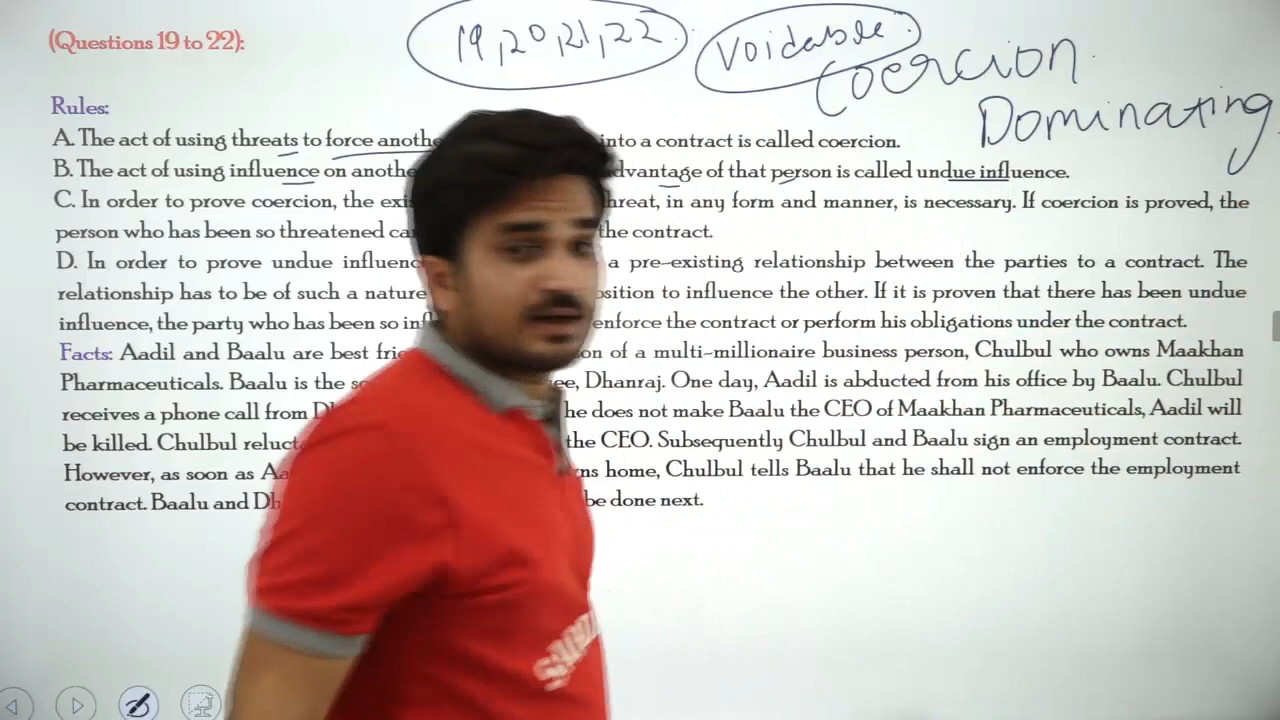 (Questions 19 to 22):
19, 20, 21, 22
Voidable
Coercion
Dominating
Rules:
A. The act of using threats to force anothe into a contract is called coercion.
B. The act of using influence on anothe dvantage of that person is called undue influence.
C. In order to prove coercion, the exi hreat, in any form and manner, is necessary. If coercion is proved, the
person who has been so threatened ca the contract.
D. In order to prove undue influenc a pre-existing relationship between the parties to a contract. The
relationship has to be of such a nature sition to influence the other. If it is proven that there has been undue
influence, the party who has been so inf enforce the contract or perform his obligations under the contract.
Facts: Aadil and Baalu are best frie on of a multi-millionaire business person, Chulbul who owns Maakhan
Pharmaceuticals. Baalu is the s ee, Dhanraj. One day, Aadil is abducted from his office by Baalu. Chulbul
receives a phone call from D he does not make Baalu the CEO of Maakhan Pharmaceuticals, Aadil will
be killed. Chulbul reluct the CEO. Subsequently Chulbul and Baalu sign an employment contract.
However, as soon as Aa ns home, Chulbul tells Baalu that he shall not enforce the employment
contract. Baalu and Dh be done next.